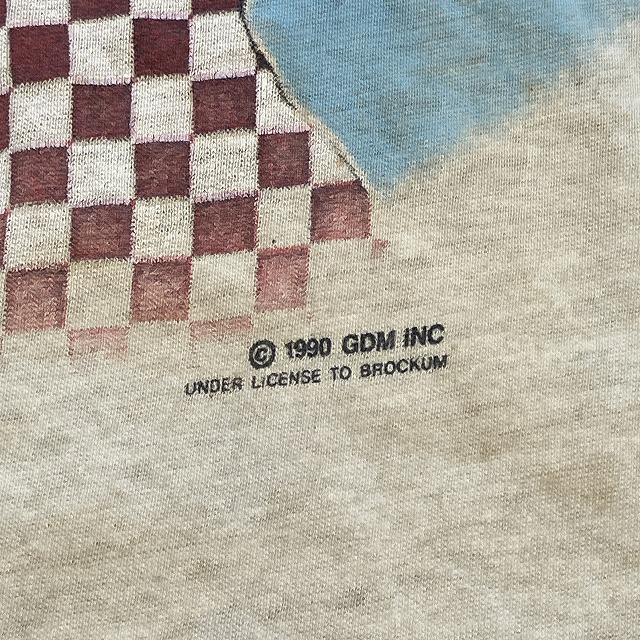 © 1990 GDM INC
UNDER LICENSE TO BROCKUM